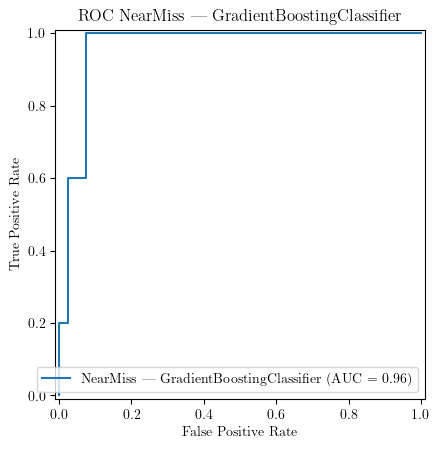 ROC NearMiss — GradientBoostingClassifier
1.0
0.8
0.6
0.4
0.2
0.0
True Positive Rate
NearMiss — GradientBoostingClassifier (AUC = 0.96)
0.0 0.2 0.4 0.6 0.8 1.0
False Positive Rate